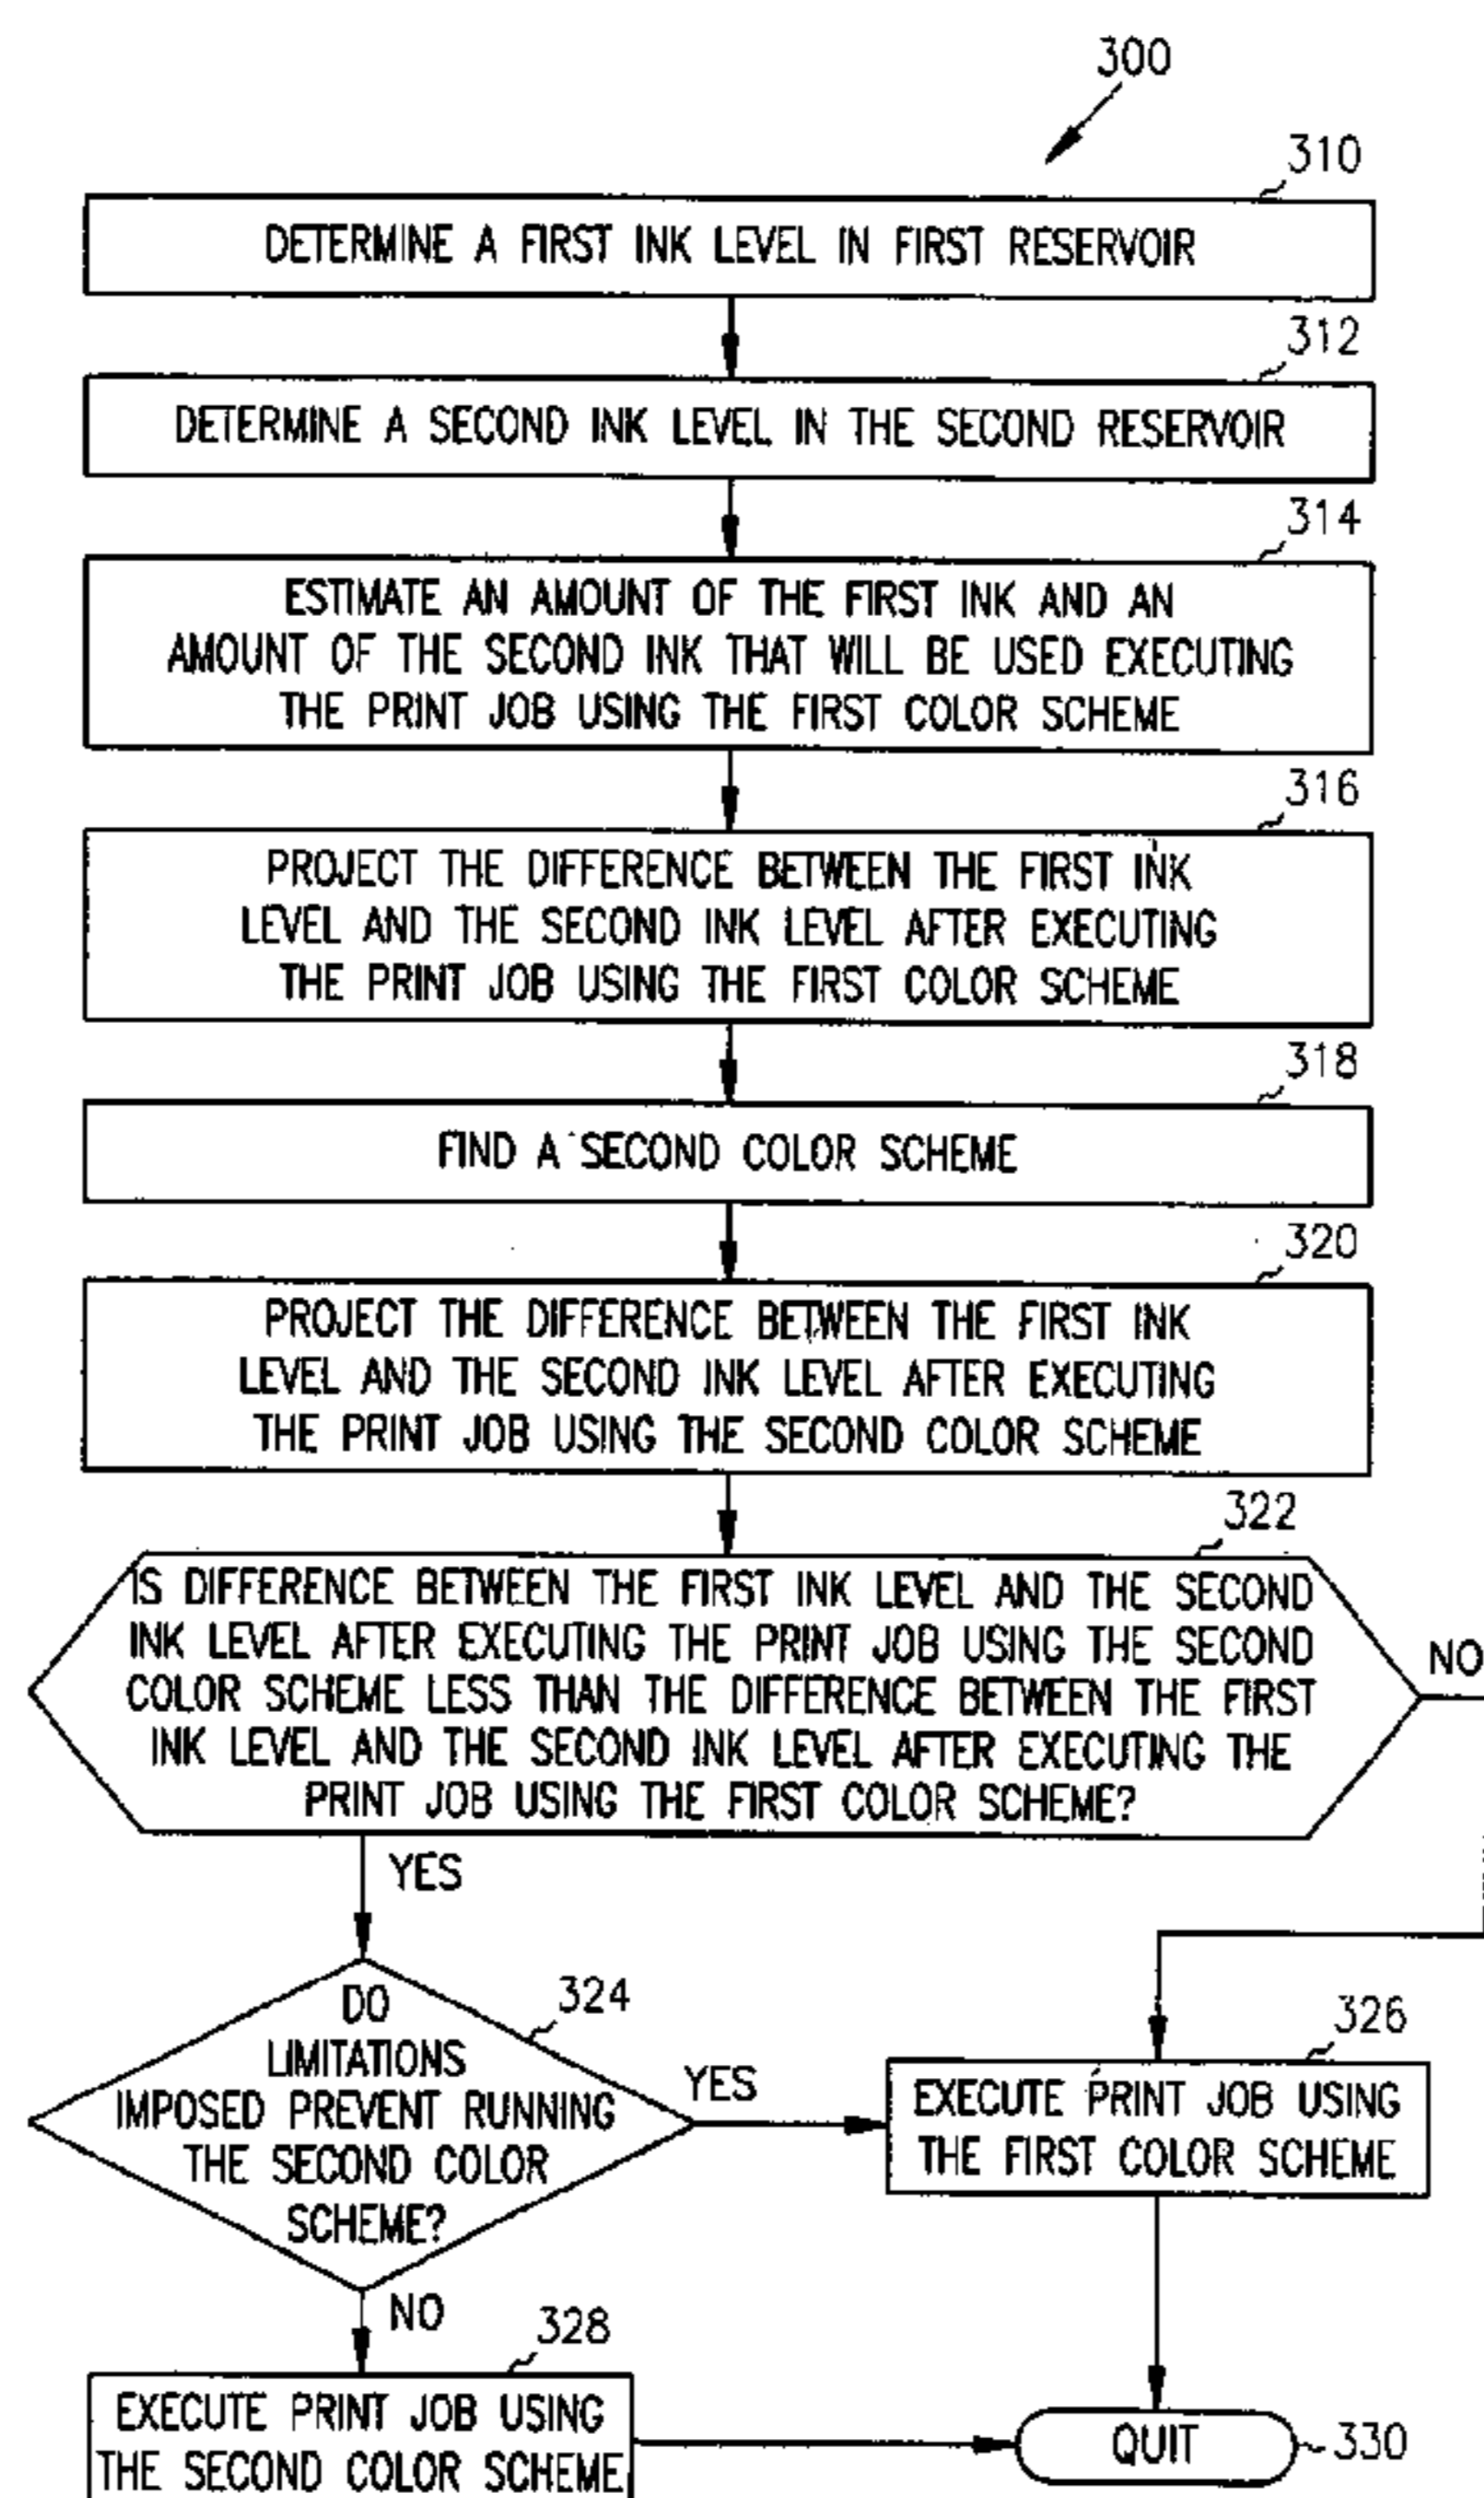 300
310
DETERMINE A FIRST INK LEVEL IN FIRST RESERVOIR
312
DETERMINE A SECOND INK LEVEL IN THE SECOND RESERVOIR
314
ESTIMATE AN AMOUNT OF THE FIRST INK AND AN
AMOUNT OF THE SECOND INK THAT WILL BE USED EXECUTING
THE PRINT JOB USING THE FIRST COLOR SCHEME
316
PROJECT THE DIFFERENCE BETWEEN THE FIRST INK
LEVEL AND THE SECOND INK LEVEL AFTER EXECUTING
THE PRINT JOB USING THE FIRST COLOR SCHEME
318
FIND A SECOND COLOR SCHEME
320
PROJECT THE DIFFERENCE BETWEEN THE FIRST INK
LEVEL AND THE SECOND INK LEVEL AFTER EXECUTING
THE PRINT JOB USING THE SECOND COLOR SCHEME
322
IS DIFFERENCE BETWEEN THE FIRST INK LEVEL AND THE SECOND
INK LEVEL AFTER EXECUTING THE PRINT JOB USING THE SECOND
COLOR SCHEME LESS THAN THE DIFFERENCE BETWEEN THE FIRST
INK LEVEL AND THE SECOND INK LEVEL AFTER EXECUTING THE
PRINT JOB USING THE FIRST COLOR SCHEME?
NO
YES
324
DO
LIMITATIONS
IMPOSED PREVENT RUNNING
THE SECOND COLOR
SCHEME?
YES
326
EXECUTE PRINT JOB USING
THE FIRST COLOR SCHEME
NO
328
EXECUTE PRINT JOB USING
THE SECOND COLOR SCHEME
QUIT
330